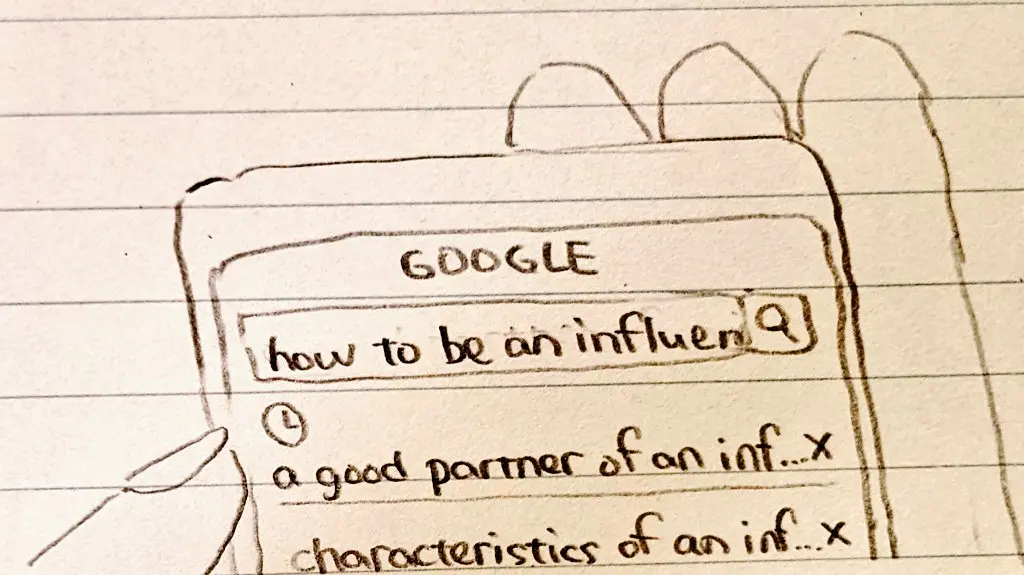 GOOGLE
how to be an influen
a good partner of an inf...x
characteristics of an inf...x